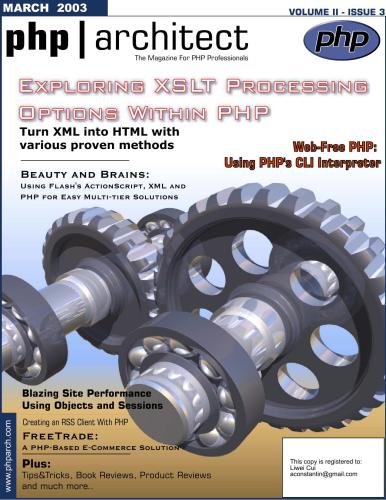 MARCH 2003
VOLUME II - ISSUE 3
php|architect
The Magazine For PHP Professionals
php
Exploring XSLT Processing
Options Within PHP
Turn XML into HTML with
various proven methods
Web-Free PHP:
Using PHP's CLI Interpreter
Beauty and Brains:
Using Flash's ActionScript, XML and
PHP for Easy Multi-tier Solutions
Blazing Site Performance
Using Objects and Sessions
Creating an RSS Client With PHP
FreeTrade:
A PHP-Based E-Commerce Solution
Plus:
Tips&Tricks, Book Reviews, Product Reviews
and much more...
www.phparch.com
This copy is registered to:
Liwei Cui
aconstantin@gmail.com